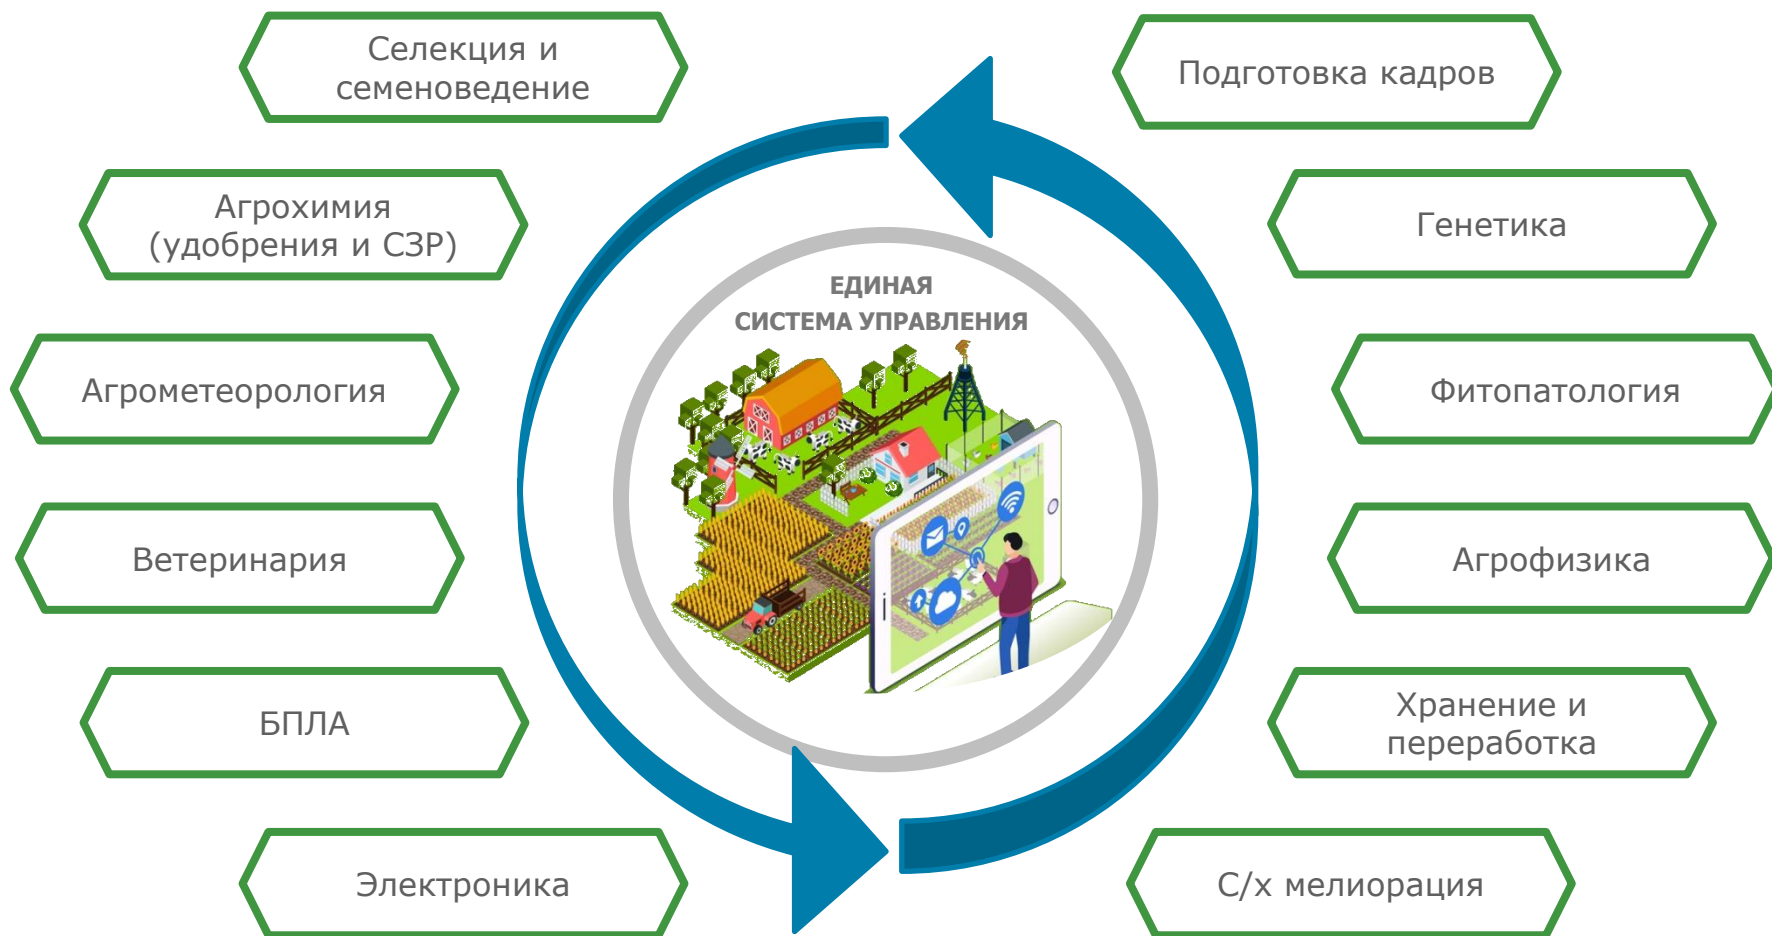 Селекция и
семеноведение
Агрохимия
(удобрения и СЗР)
Агрометеорология
Ветеринария
БПЛА
Электроника
ЕДИНАЯ
СИСТЕМА УПРАВЛЕНИЯ
Подготовка кадров
Генетика
Фитопатология
Агрофизика
Хранение и
переработка
С/х мелиорация